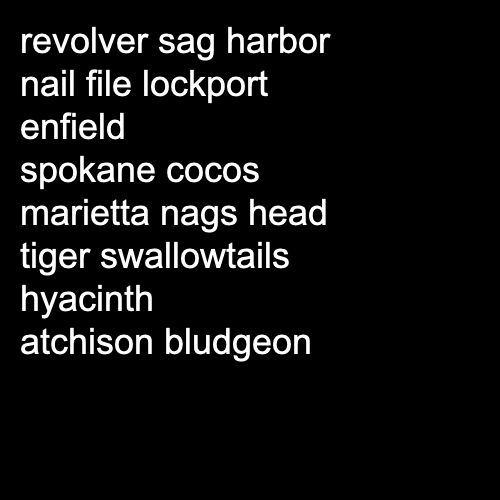 revolver sag harbor
nail file lockport
enfield
spokane cocos
marietta nags head
tiger swallowtails
hyacinth
atchison bludgeon